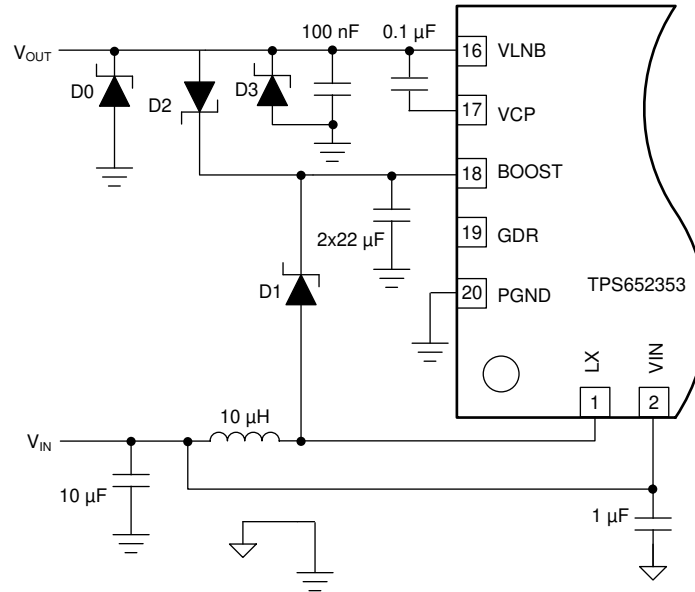 100 nF
0.1 µF
VOUT
16 VLNB
D0
D2
D3
17 VCP
18 BOOST
2x22 µF
19 GDR
D1
20 PGND
TPS652353
LX
VIN
1
2
10 µH
VIN
10 µF
1 µF